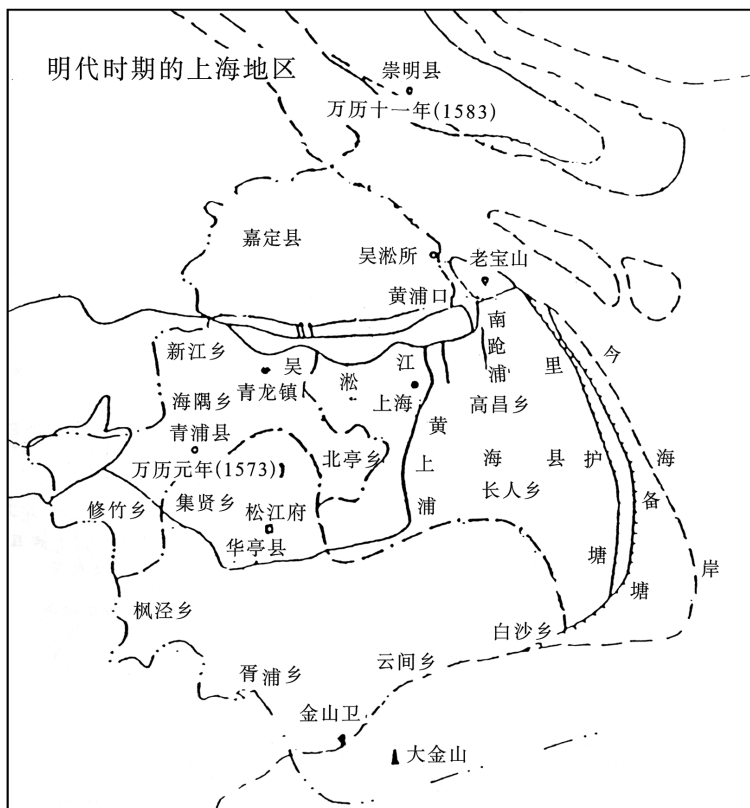 明代时期的上海地区
崇明县
万历十一年(1583)
嘉定县
吴淞所
老宝山
黄浦口
南跄浦
新江乡
吴淞江
里护塘
今海岸
青龙镇
海隅乡
上海
高昌乡
青浦县
黄浦
北亭乡
上海县
万历元年(1573)
备塘
修竹乡
集贤乡
松江府
长人乡
华亭县
枫泾乡
白沙乡
胥浦乡
云间乡
金山卫
大金山